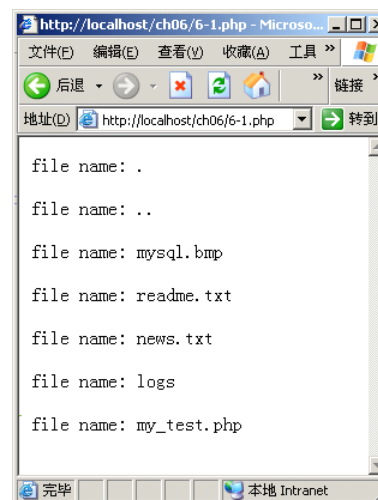 http://localhost/ch06/6-1.php - Microso...
文件(F) 编辑(E) 查看(V) 收藏(A) 工具 »
后退 » 链接 »
地址(D) http://localhost/ch06/6-1.php 转到
file name: .
file name: ..
file name: mysql.bmp
file name: readme.txt
file name: news.txt
file name: logs
file name: my_test.php
完毕 本地 Intranet